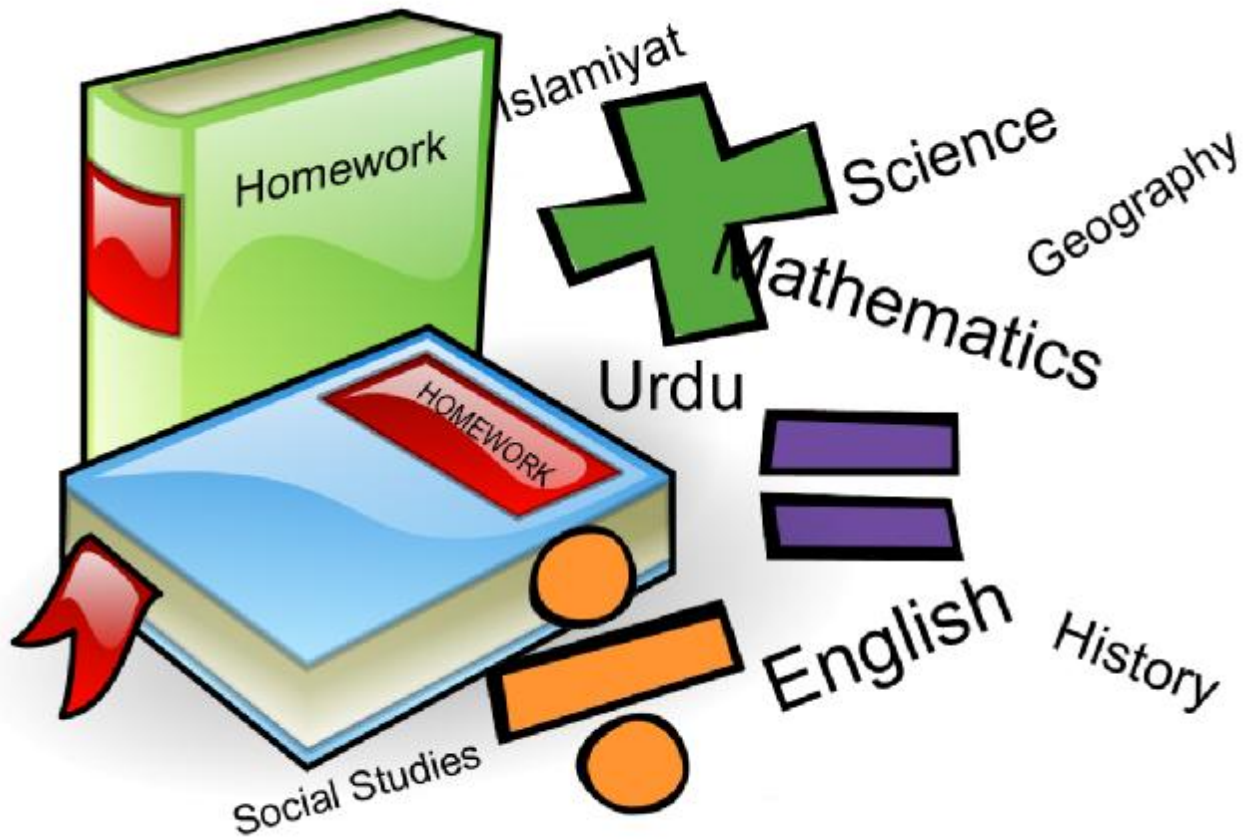 Islamiyat
Homework
Science
Geography
Mathematics
Urdu
HOMEWORK
English
History
Social Studies